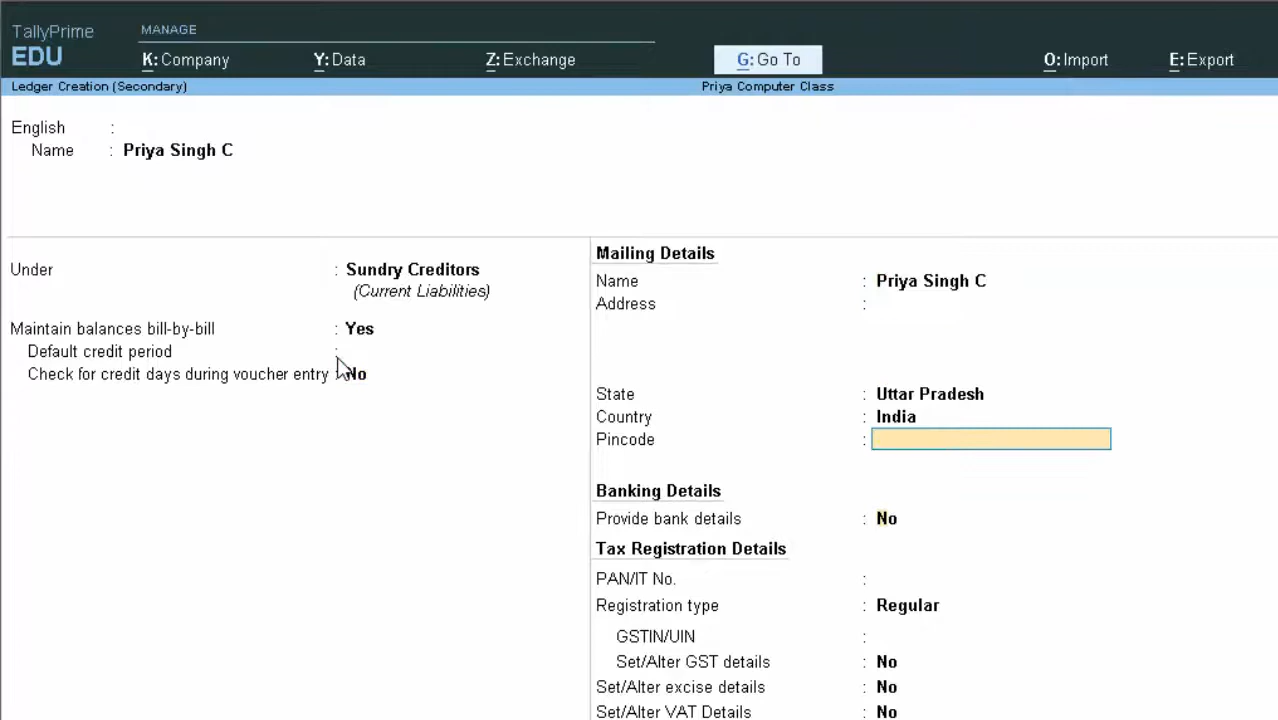 TallyPrime
EDU
MANAGE
K:Company
Y:Data
Z:Exchange
G:Go To
O:Import
E:Export
Ledger Creation (Secondary)
Priya Computer Class
English :
Name : Priya Singh C
Under : Sundry Creditors
(Current Liabilities)
Maintain balances bill-by-bill : Yes
Default credit period :
Check for credit days during voucher entry : No
Mailing Details
Name : Priya Singh C
Address :
State : Uttar Pradesh
Country : India
Pincode :
Banking Details
Provide bank details : No
Tax Registration Details
PAN/IT No. :
Registration type : Regular
GSTIN/UIN :
Set/Alter GST details : No
Set/Alter excise details : No
Set/Alter VAT Details : No